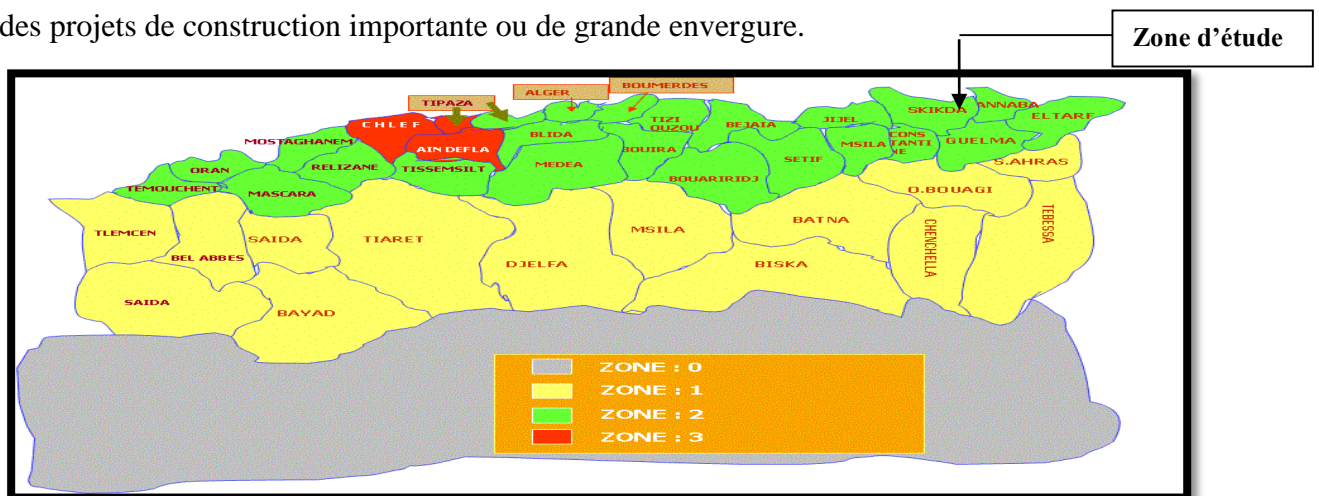 des projets de construction importante ou de grande envergure.
Zone d'étude
TIPAZA
ALGER
BOUMERDES
CHLEF
AIN DEFLA
MOSTAGHANEM
ORAN
RELIZANE
TISSEMSILT
TEMOUCHENT
MASCARA
BLIDA
MEDEA
TIZI
OUZOU
BOUIRA
BEJAIA
BOUARIRIDJ
SETIF
JIJEL
MSILA
CONS
TANTI
NE
SKIKDA
ANNABA
ELTARF
GUELMA
S.AHRAS
O.BOUAGI
TLEMCEN
BEL ABBES
SAIDA
TIARET
DJELFA
MSILA
BATNA
BISKA
CHENCHELLA
TEBESSA
SAIDA
BAYAD
ZONE : 0
ZONE : 1
ZONE : 2
ZONE : 3